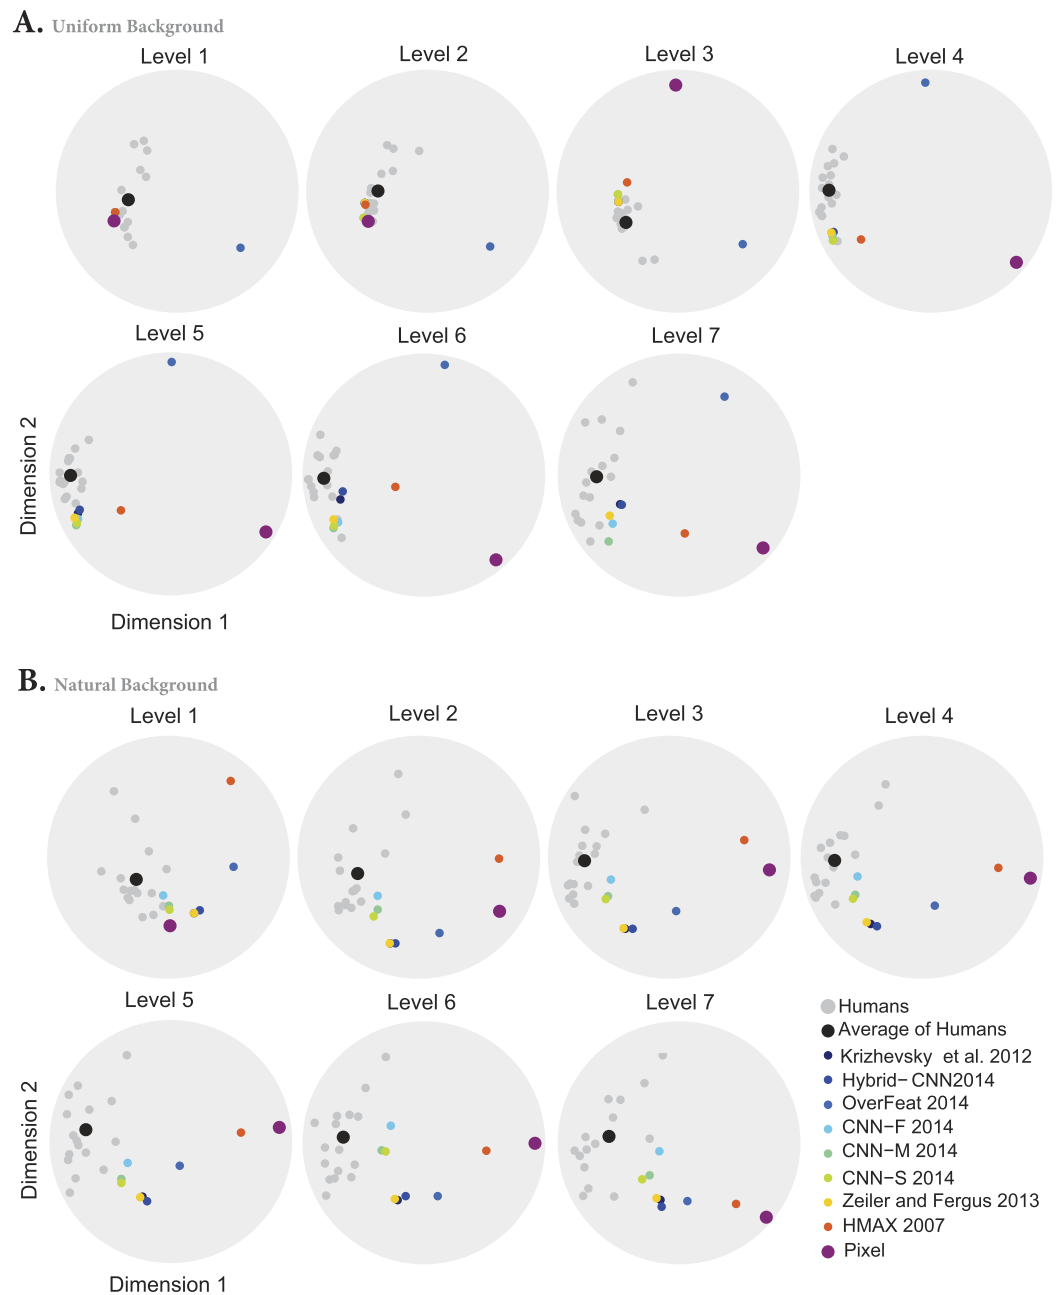 A. Uniform Background
Level 1
Level 2
Level 3
Level 4
Level 5
Level 6
Level 7
Dimension 2
Dimension 1
B. Natural Background
Level 1
Level 2
Level 3
Level 4
Level 5
Level 6
Level 7
Dimension 2
Dimension 1
Humans
Average of Humans
Krizhevsky et al. 2012
Hybrid-CNN2014
OverFeat 2014
CNN-F 2014
CNN-M 2014
CNN-S 2014
Zeiler and Fergus 2013
HMAX 2007
Pixel